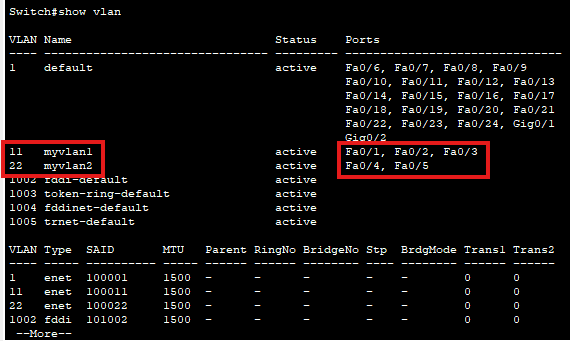 Switch#show vlan
VLAN Name Status Ports
---- -------------------------------- --------- -------------------------------
1 default active Fa0/6, Fa0/7, Fa0/8, Fa0/9
Fa0/10, Fa0/11, Fa0/12, Fa0/13
Fa0/14, Fa0/15, Fa0/16, Fa0/17
Fa0/18, Fa0/19, Fa0/20, Fa0/21
Fa0/22, Fa0/23, Fa0/24, Gig0/1
Gig0/2
11 myvlan1 active Fa0/1, Fa0/2, Fa0/3
22 myvlan2 active Fa0/4, Fa0/5
1002 fddi-default active
1003 token-ring-default active
1004 fddinet-default active
1005 trnet-default active
VLAN Type SAID MTU Parent RingNo BridgeNo Stp BrdgMode Trans1 Trans2
---- ----- ---------- ----- ------ ------ -------- ---- -------- ------ ------
1 enet 100001 1500 - - - - - 0 0
11 enet 100011 1500 - - - - - 0 0
22 enet 100022 1500 - - - - - 0 0
1002 fddi 101002 1500 - - - - - 0 0
--More--